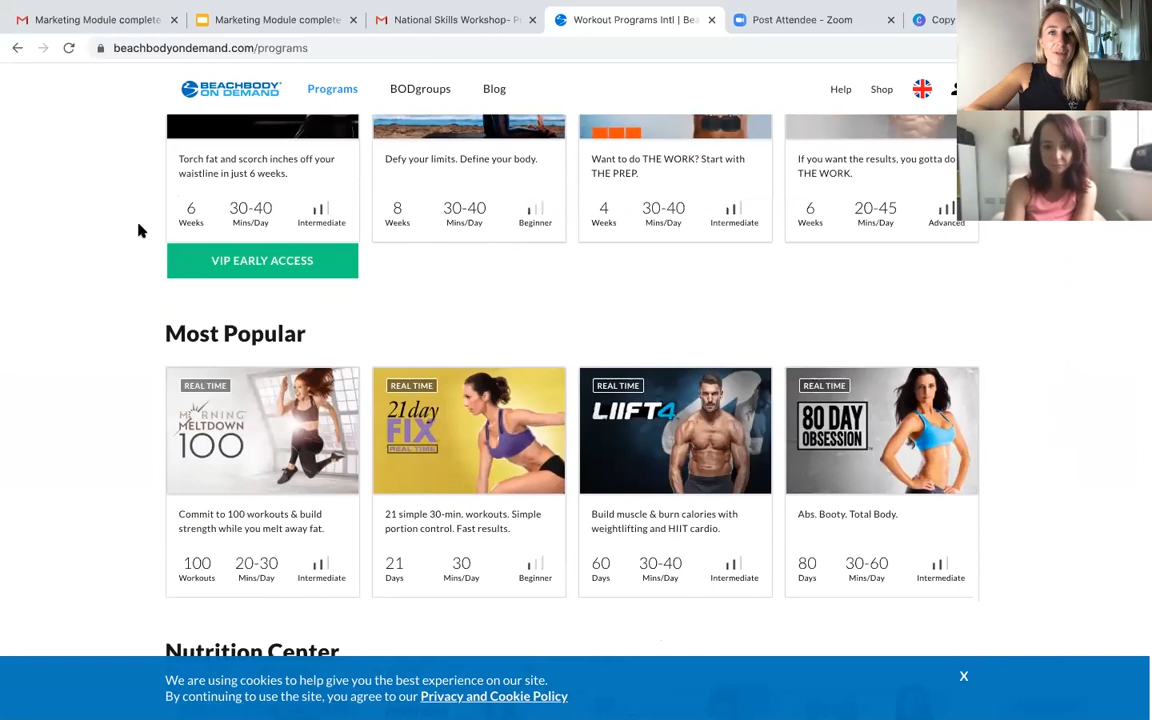 Marketing Module complete
Marketing Module complete
National Skills Workshop- P
Workout Programs Intl | Bea
Post Attendee - Zoom
Copy
beachbodyondemand.com/programs
BEACHBODY
ON DEMAND
Programs
BODgroups
Blog
Help
Shop
Torch fat and scorch inches off your
waistline in just 6 weeks.
6
Weeks
30-40
Mins/Day
Intermediate
VIP EARLY ACCESS
Defy your limits. Define your body.
8
Weeks
30-40
Mins/Day
Beginner
Want to do THE WORK? Start with
THE PREP.
4
Weeks
30-40
Mins/Day
Intermediate
If you want the results, you gotta do
THE WORK.
6
Weeks
20-45
Mins/Day
Advanced
Most Popular
REAL TIME
MORNING
MELTDOWN
100
Commit to 100 workouts & build
strength while you melt away fat.
100
Workouts
20-30
Mins/Day
Intermediate
REAL TIME
21 day
FIX
REAL TIME
21 simple 30-min. workouts. Simple
portion control. Fast results.
21
Days
30
Mins/Day
Beginner
REAL TIME
LIIFT4
Build muscle & burn calories with
weightlifting and HIIT cardio.
60
Days
30-40
Mins/Day
Intermediate
REAL TIME
80 DAY
OBSESSION
Abs. Booty. Total Body.
80
Days
30-60
Mins/Day
Intermediate
Nutrition Center
We are using cookies to help give you the best experience on our site.
By continuing to use the site, you agree to our Privacy and Cookie Policy
X